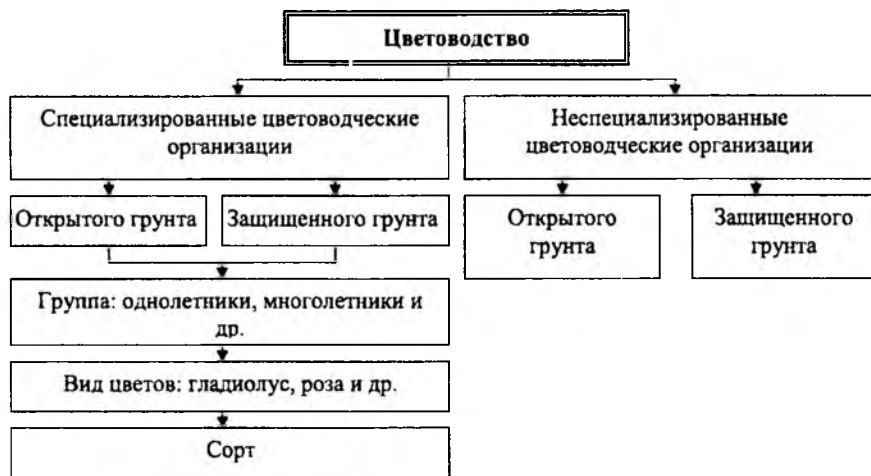 Цветоводство
Специализированные цветоводческие
организации
Неспециализированные
цветоводческие организации
Открытого грунта
Защищенного грунта
Открытого
грунта
Защищенного
грунта
Группа: однолетники, многолетники и
др.
Вид цветов: гладиолус, роза и др.
Сорт